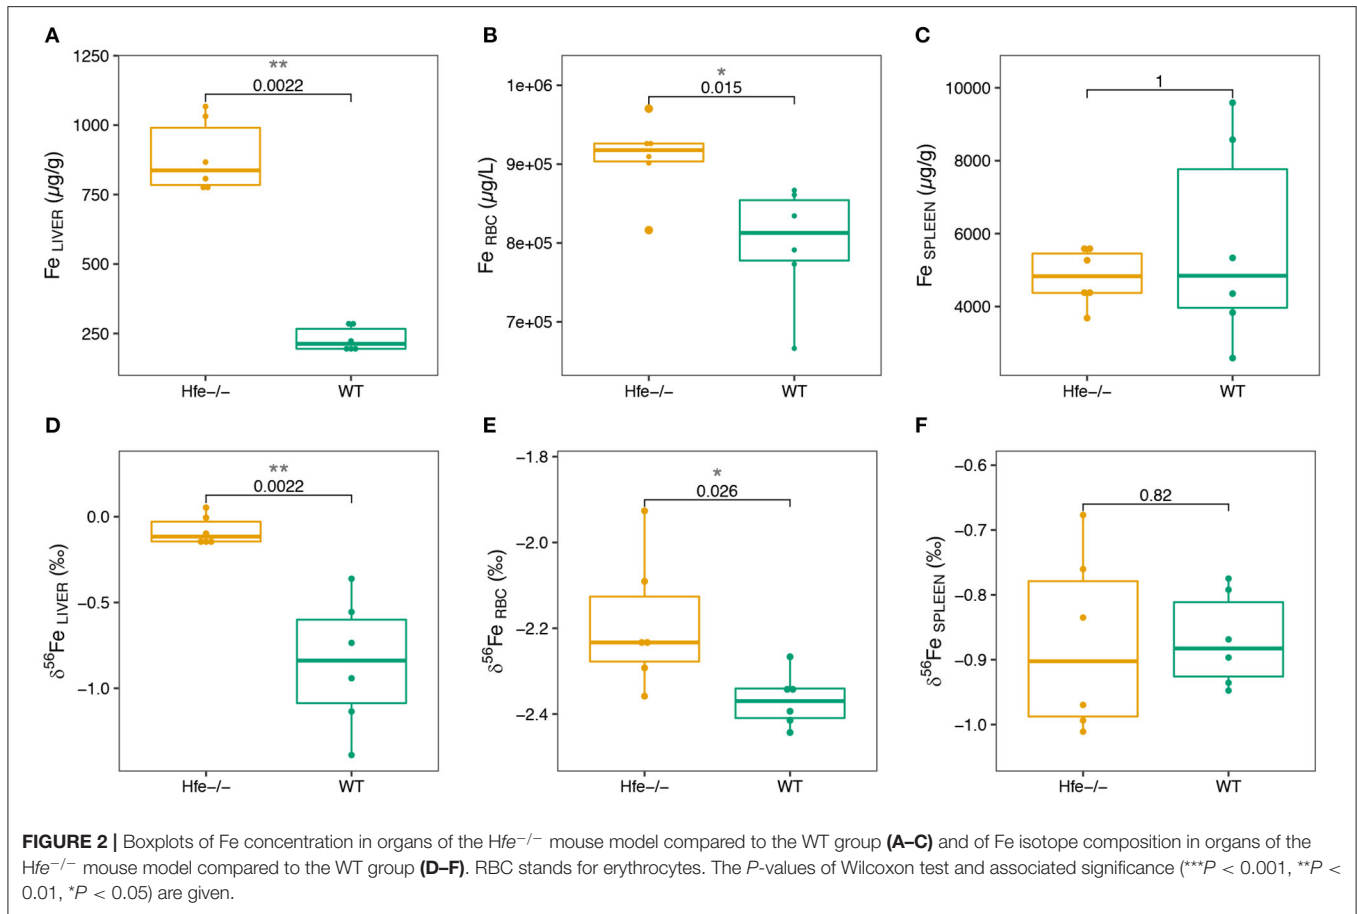 A
B
C
1250
1000
750
500
250
Fe LIVER (µg/g)
**
0.0022
Hfe−/−
WT
1e+06
9e+05
8e+05
7e+05
Fe RBC (µg/L)
*
0.015
Hfe−/−
WT
10000
8000
6000
4000
Fe SPLEEN (µg/g)
1
Hfe−/−
WT
D
E
F
0.0
−0.5
−1.0
δ56Fe LIVER (‰)
**
0.0022
Hfe−/−
WT
−1.8
−2.0
−2.2
−2.4
δ56Fe RBC (‰)
*
0.026
Hfe−/−
WT
−0.6
−0.7
−0.8
−0.9
−1.0
δ56Fe SPLEEN (‰)
0.82
Hfe−/−
WT
FIGURE 2 | Boxplots of Fe concentration in organs of the Hfe−/− mouse model compared to the WT group (A–C) and of Fe isotope composition in organs of the
Hfe−/− mouse model compared to the WT group (D–F). RBC stands for erythrocytes. The P-values of Wilcoxon test and associated significance (***P < 0.001, **P <
0.01, *P < 0.05) are given.